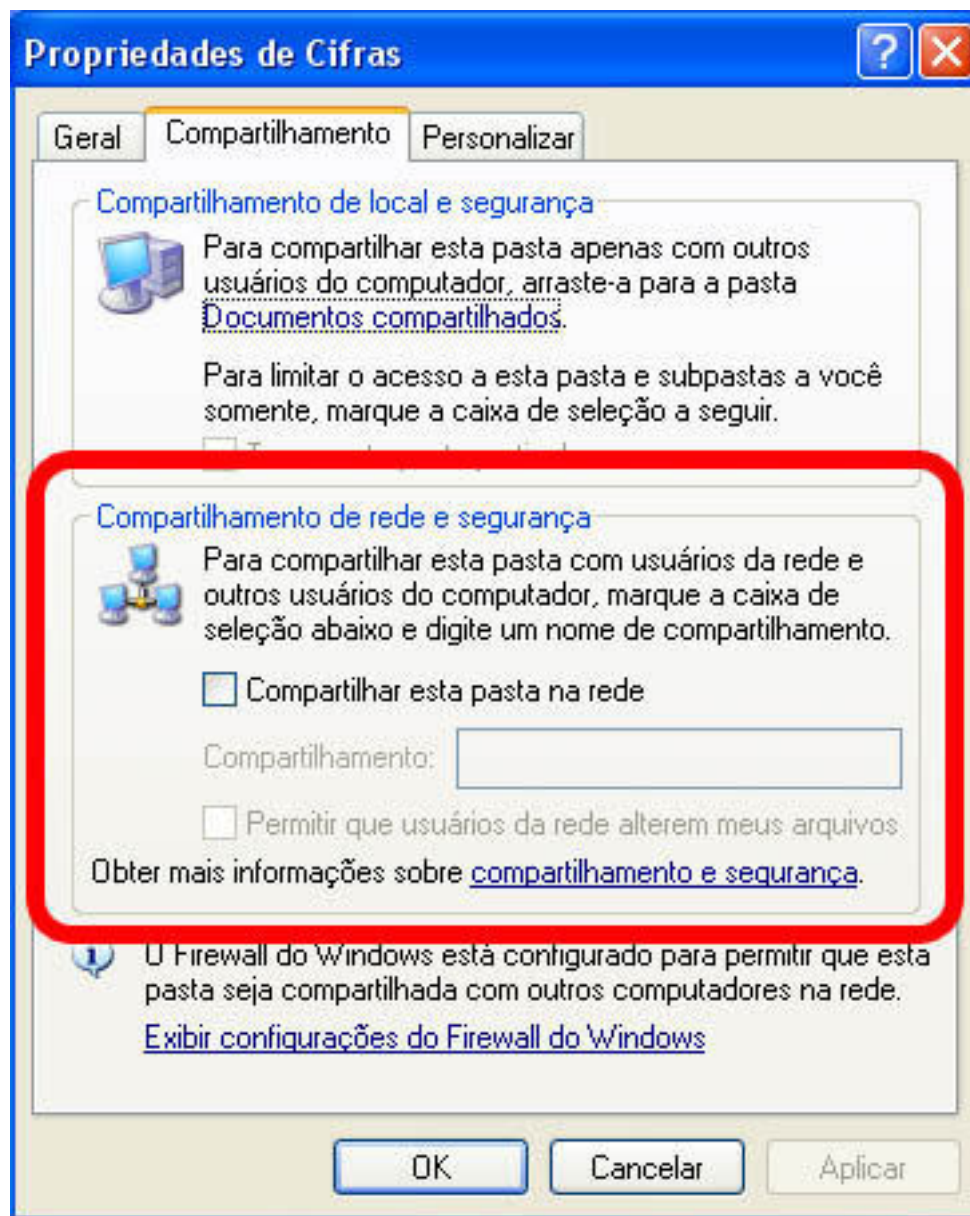 Propriedades de Cifras
Geral
Compartilhamento
Personalizar
Compartilhamento de local e segurança
Para compartilhar esta pasta apenas com outros
usuários do computador, arraste-a para a pasta
Documentos compartilhados.
Para limitar o acesso a esta pasta e subpastas a você
somente, marque a caixa de seleção a seguir.
Compartilhamento de rede e segurança
Para compartilhar esta pasta com usuários da rede e
outros usuários do computador, marque a caixa de
seleção abaixo e digite um nome de compartilhamento.
Compartilhar esta pasta na rede
Compartilhamento:
Permitir que usuários da rede alterem meus arquivos
Obter mais informações sobre compartilhamento e segurança.
O Firewall do Windows está configurado para permitir que esta
pasta seja compartilhada com outros computadores na rede.
Exibir configurações do Firewall do Windows
OK
Cancelar
Aplicar